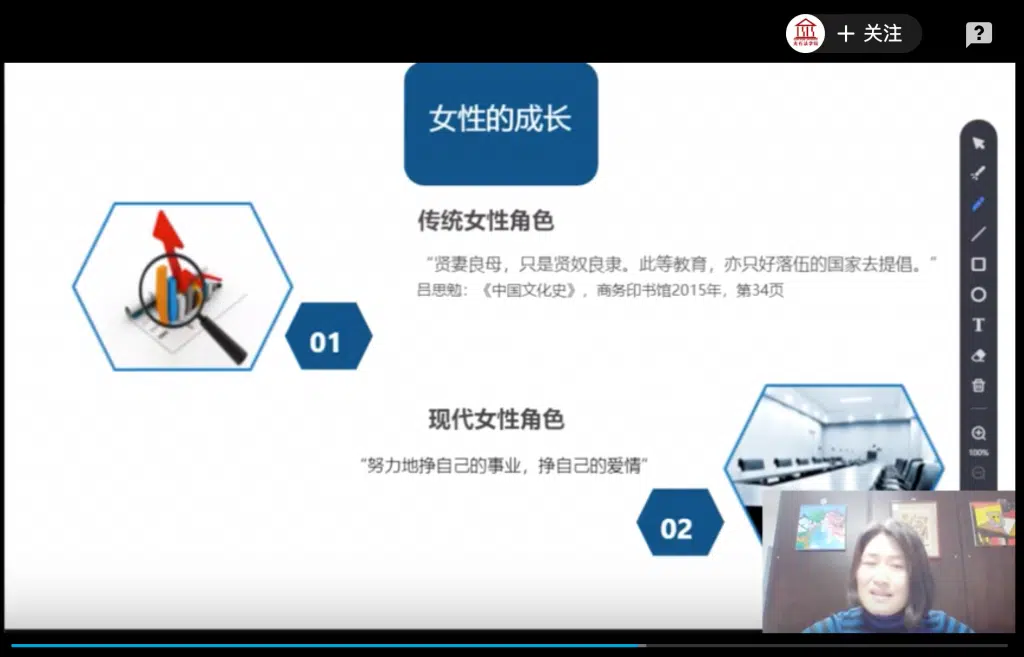 + 关注
?
女性的成长
传统女性角色
“贤妻良母，只是贤奴良隶。此等教育，亦只好落伍的国家去提倡。”
吕思勉：《中国文化史》，商务印书馆2015年，第34页
01
现代女性角色
“努力地挣自己的事业，挣自己的爱情”
02
T
100%